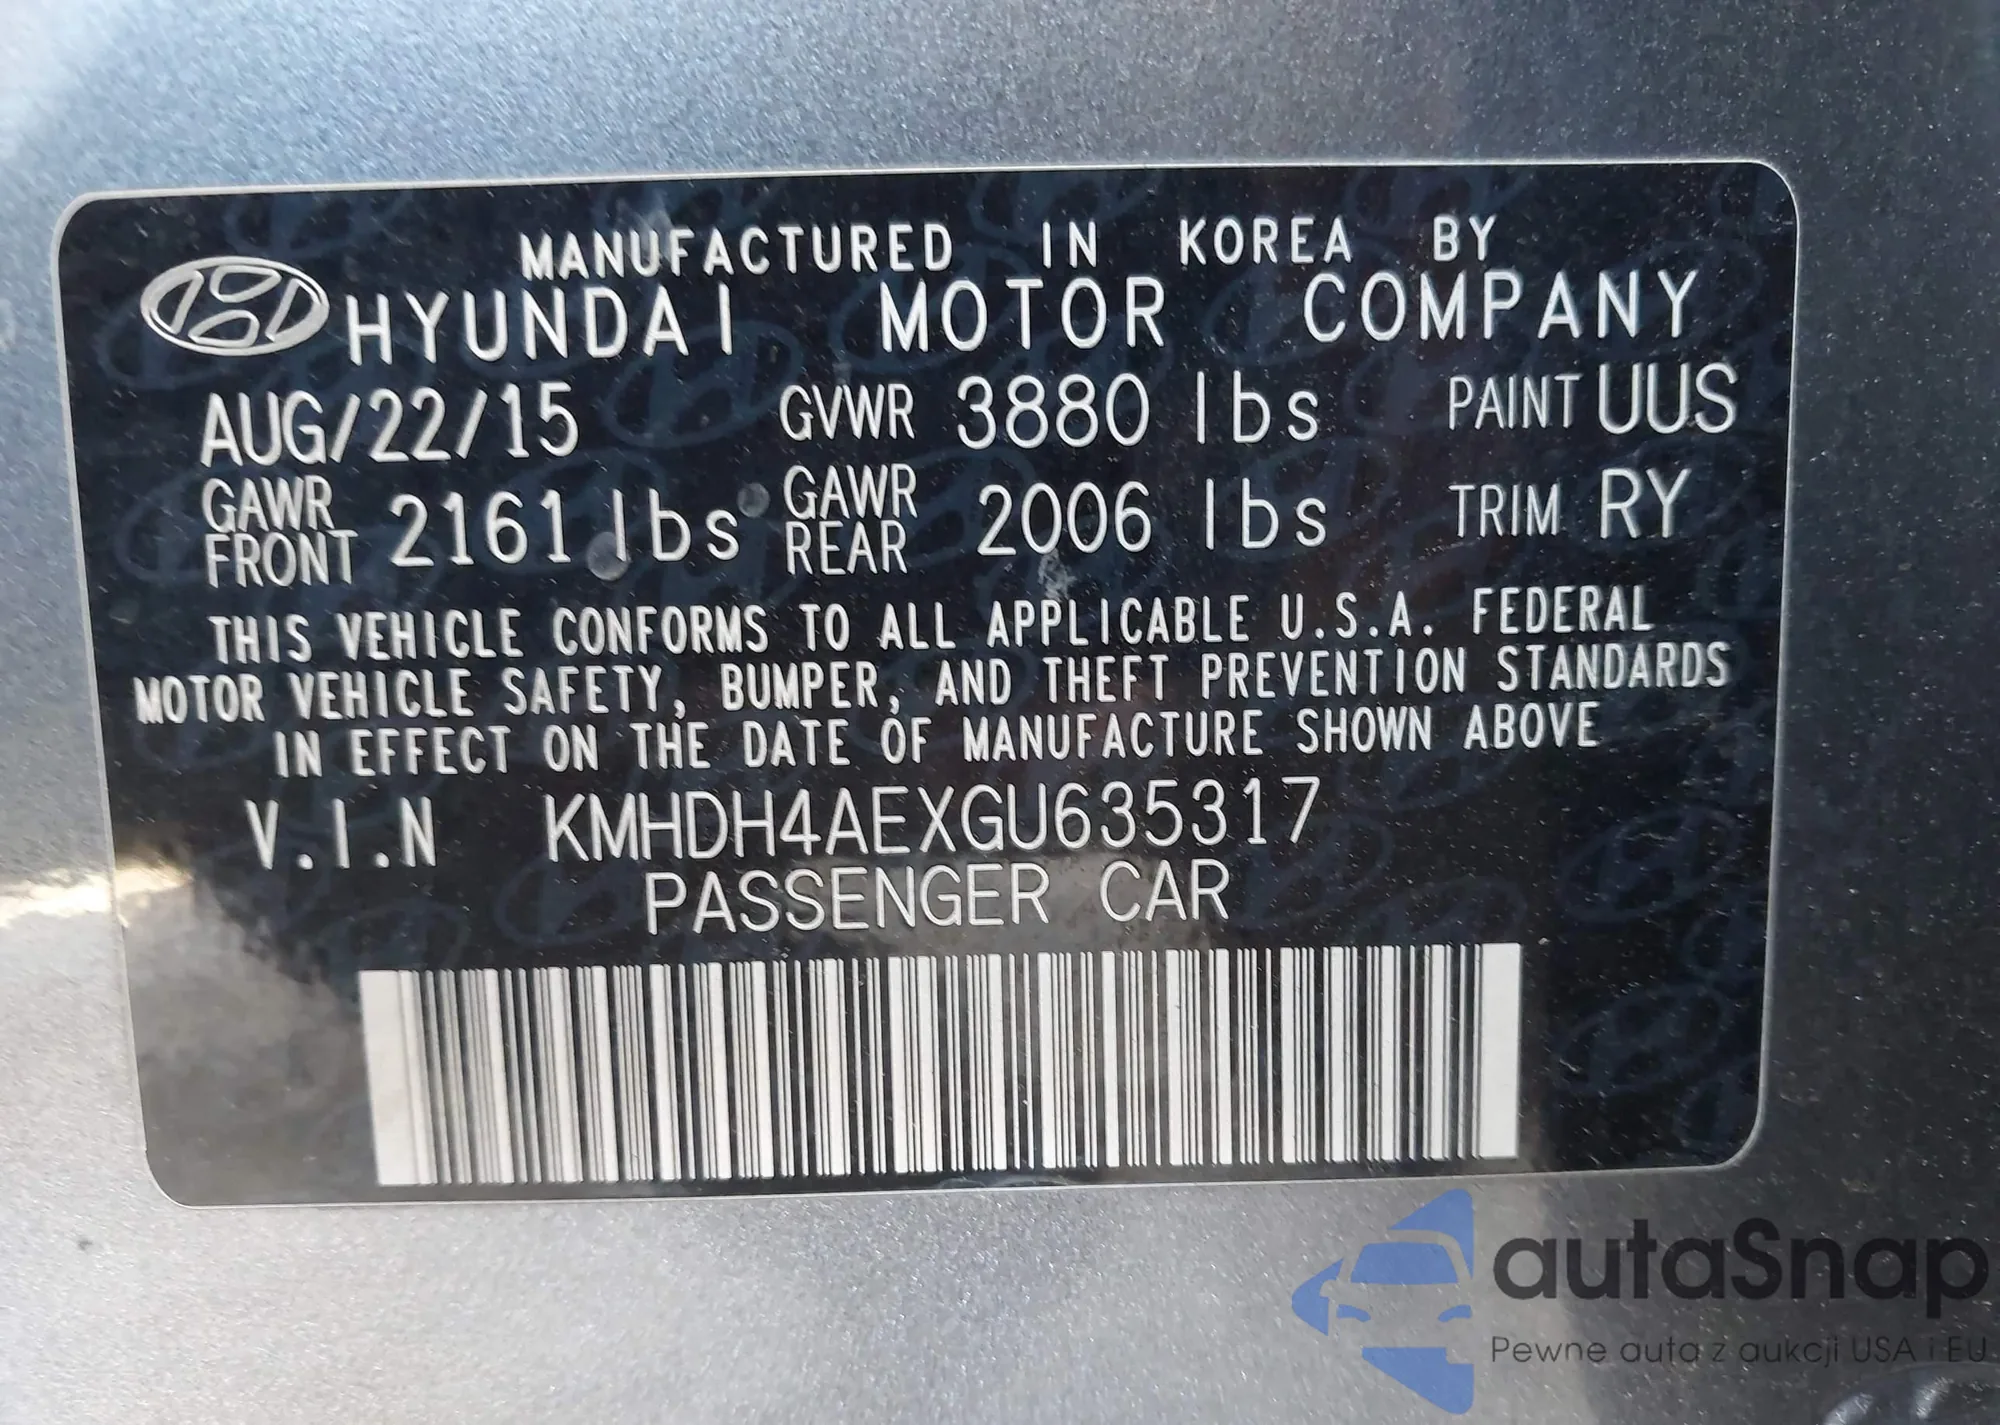 MANUFACTURED IN KOREA BY
HYUNDAI MOTOR COMPANY
AUG/22/15 GVWR 3880 lbs PAINT UUS
GAWR FRONT 2161 lbs GAWR REAR 2006 lbs TRIM RY
THIS VEHICLE CONFORMS TO ALL APPLICABLE U.S.A. FEDERAL
MOTOR VEHICLE SAFETY, BUMPER, AND THEFT PREVENTION STANDARDS
IN EFFECT ON THE DATE OF MANUFACTURE SHOWN ABOVE
V.I.N KMHDH4AEXGU635317
PASSENGER CAR
autaSnap
Pewne auta z aukcji USA i EU